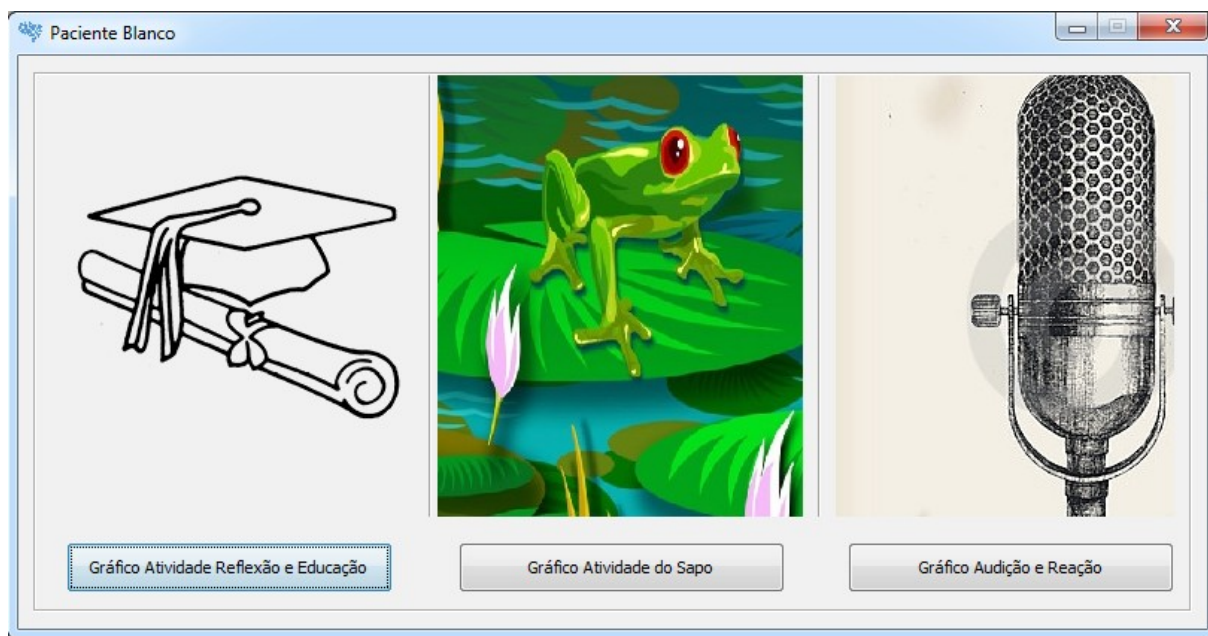 Paciente Blanco
Gráfico Atividade Reflexão e Educação
Gráfico Atividade do Sapo
Gráfico Audição e Reação